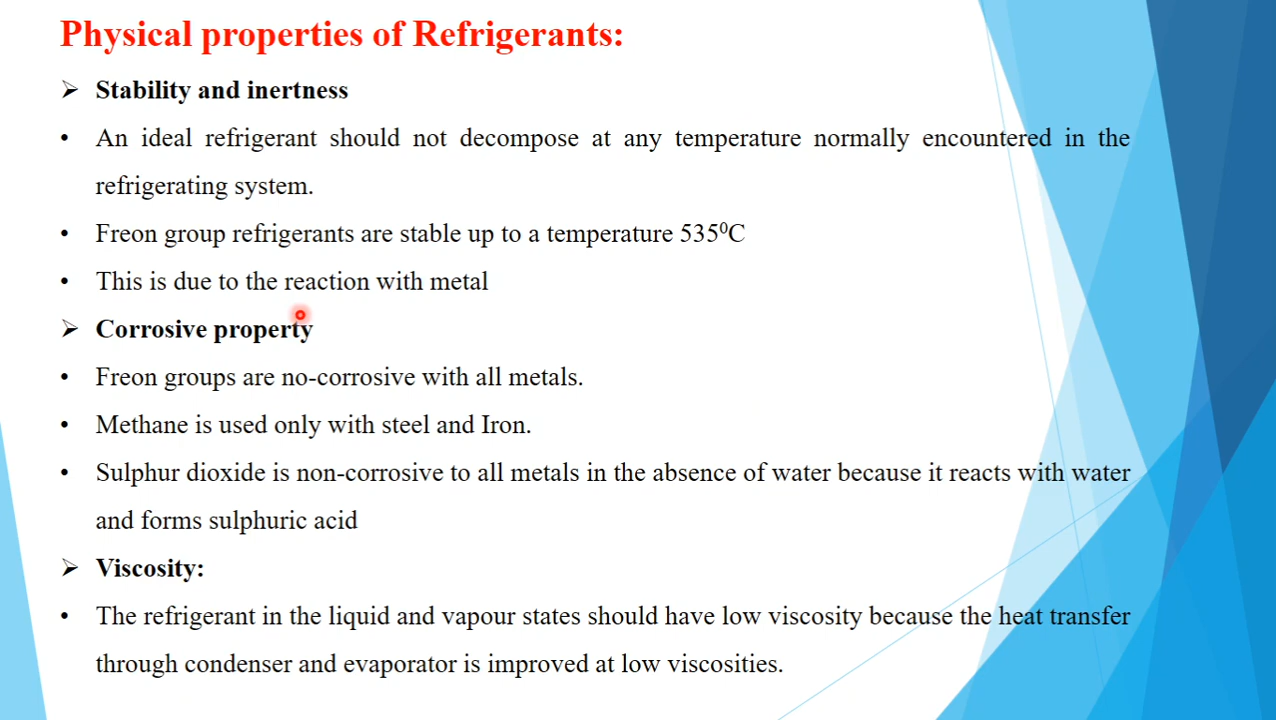 Physical properties of Refrigerants:
➢ Stability and inertness
• An ideal refrigerant should not decompose at any temperature normally encountered in the
refrigerating system.
• Freon group refrigerants are stable up to a temperature 535⁰C
• This is due to the reaction with metal
➢ Corrosive property
• Freon groups are no-corrosive with all metals.
• Methane is used only with steel and Iron.
• Sulphur dioxide is non-corrosive to all metals in the absence of water because it reacts with water
and forms sulphuric acid
➢ Viscosity:
• The refrigerant in the liquid and vapour states should have low viscosity because the heat transfer
through condenser and evaporator is improved at low viscosities.